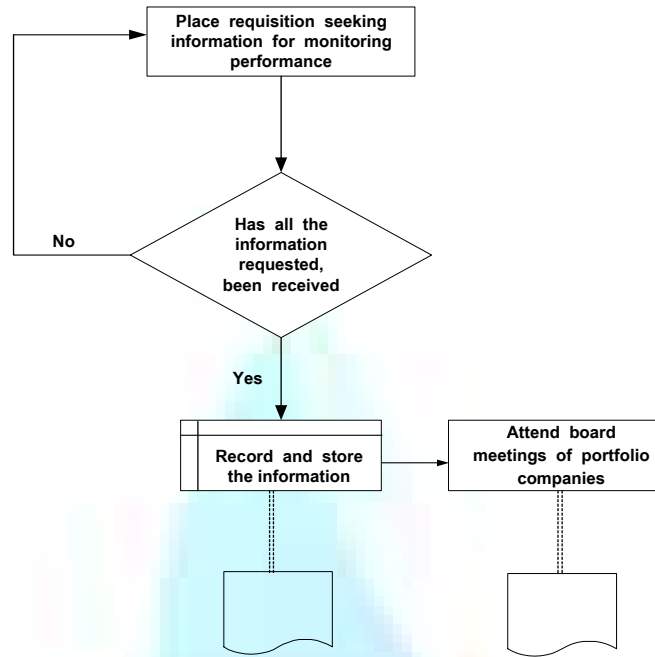 Place requisition seeking
information for monitoring
performance
Has all the
information
requested,
been received
No
Yes
Record and store
the information
Attend board
meetings of portfolio
companies